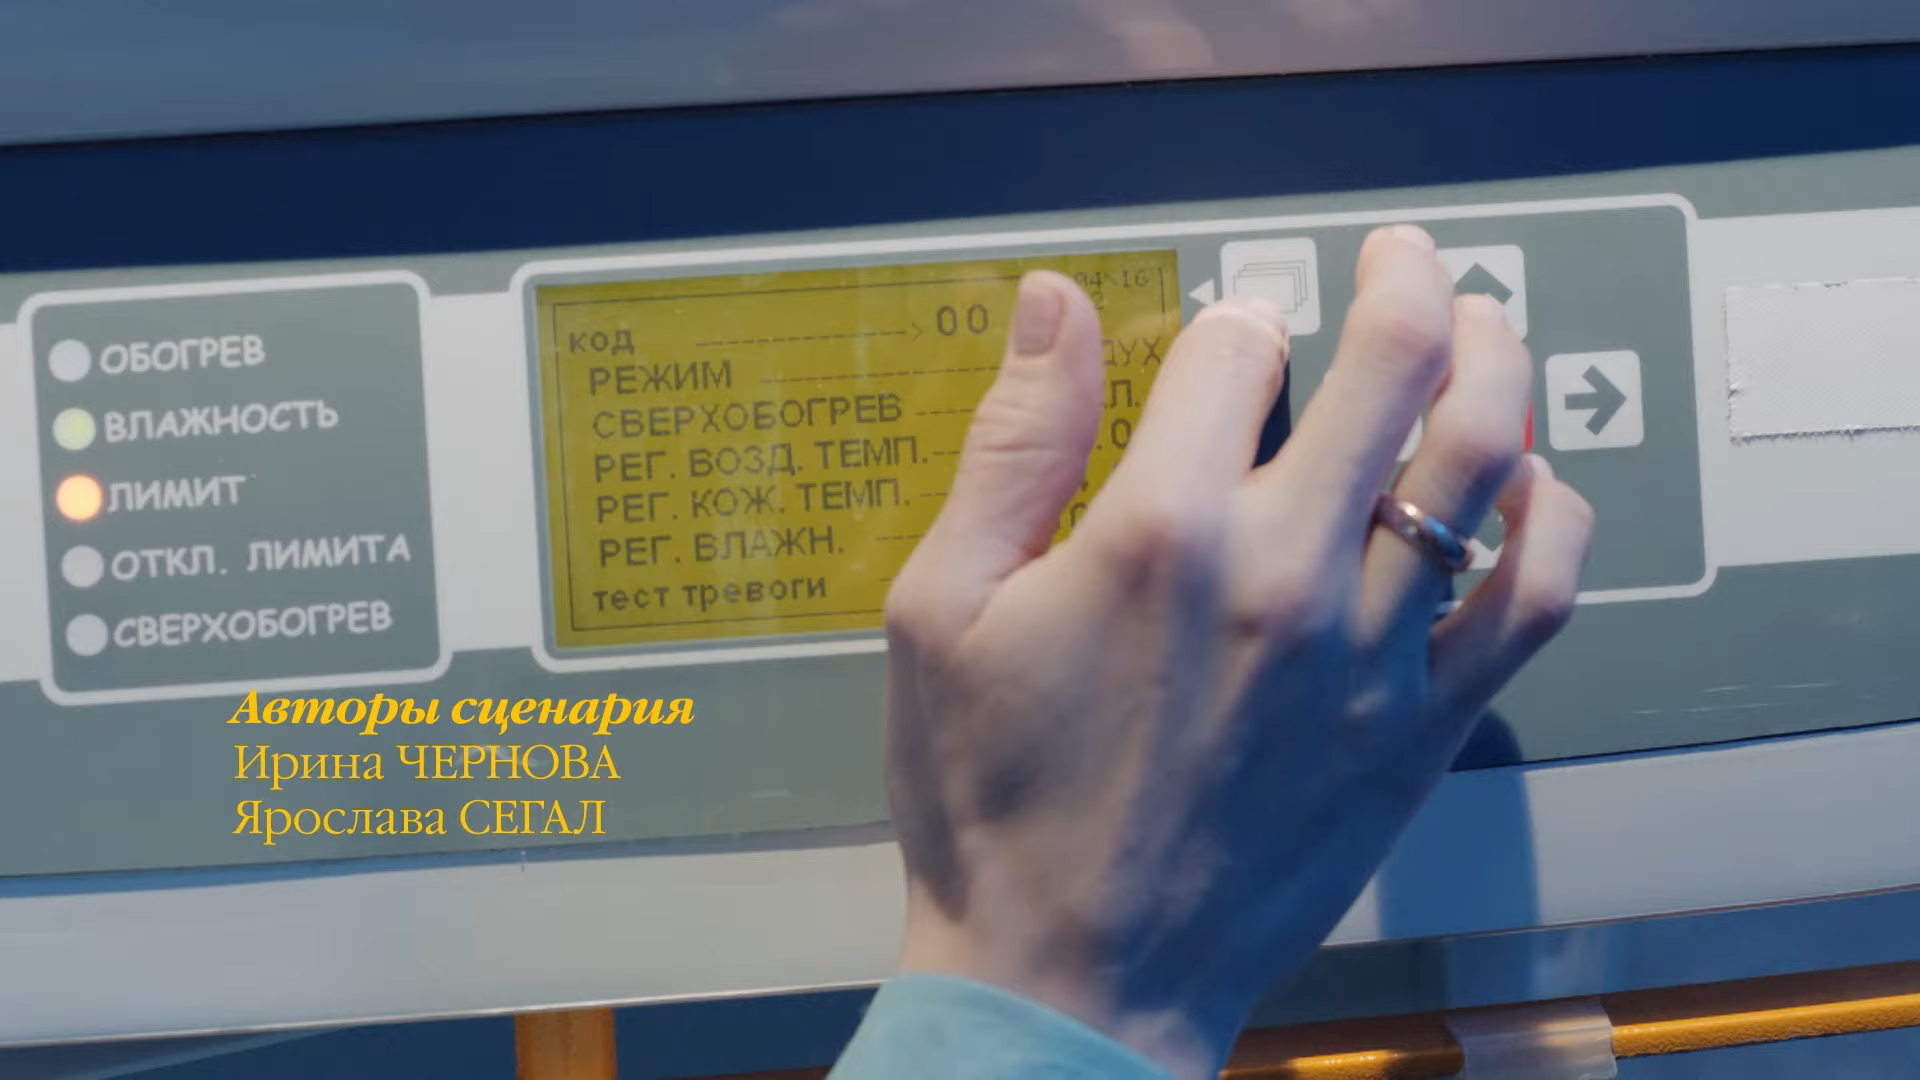 ОБОГРЕВ
ВЛАЖНОСТЬ
ЛИМИТ
ОТКЛ. ЛИМИТА
СВЕРХОБОГРЕВ
код 00
РЕЖИМ
СВЕРХОБОГРЕВ
РЕГ. ВОЗД. ТЕМП.
РЕГ. КОЖ. ТЕМП.
РЕГ. ВЛАЖН.
тест тревоги
Авторы сценария
Ирина ЧЕРНОВА
Ярослава СЕГАЛ